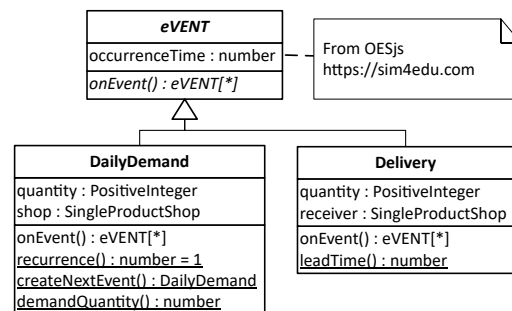 eVENT
occurrenceTime : number
onEvent() : eVENT[*]
From OESjs
https://sim4edu.com
DailyDemand
quantity : PositiveInteger
shop : SingleProductShop
onEvent() : eVENT[*]
recurrence() : number = 1
createNextEvent() : DailyDemand
demandQuantity() : number
Delivery
quantity : PositiveInteger
receiver : SingleProductShop
onEvent() : eVENT[*]
leadTime() : number